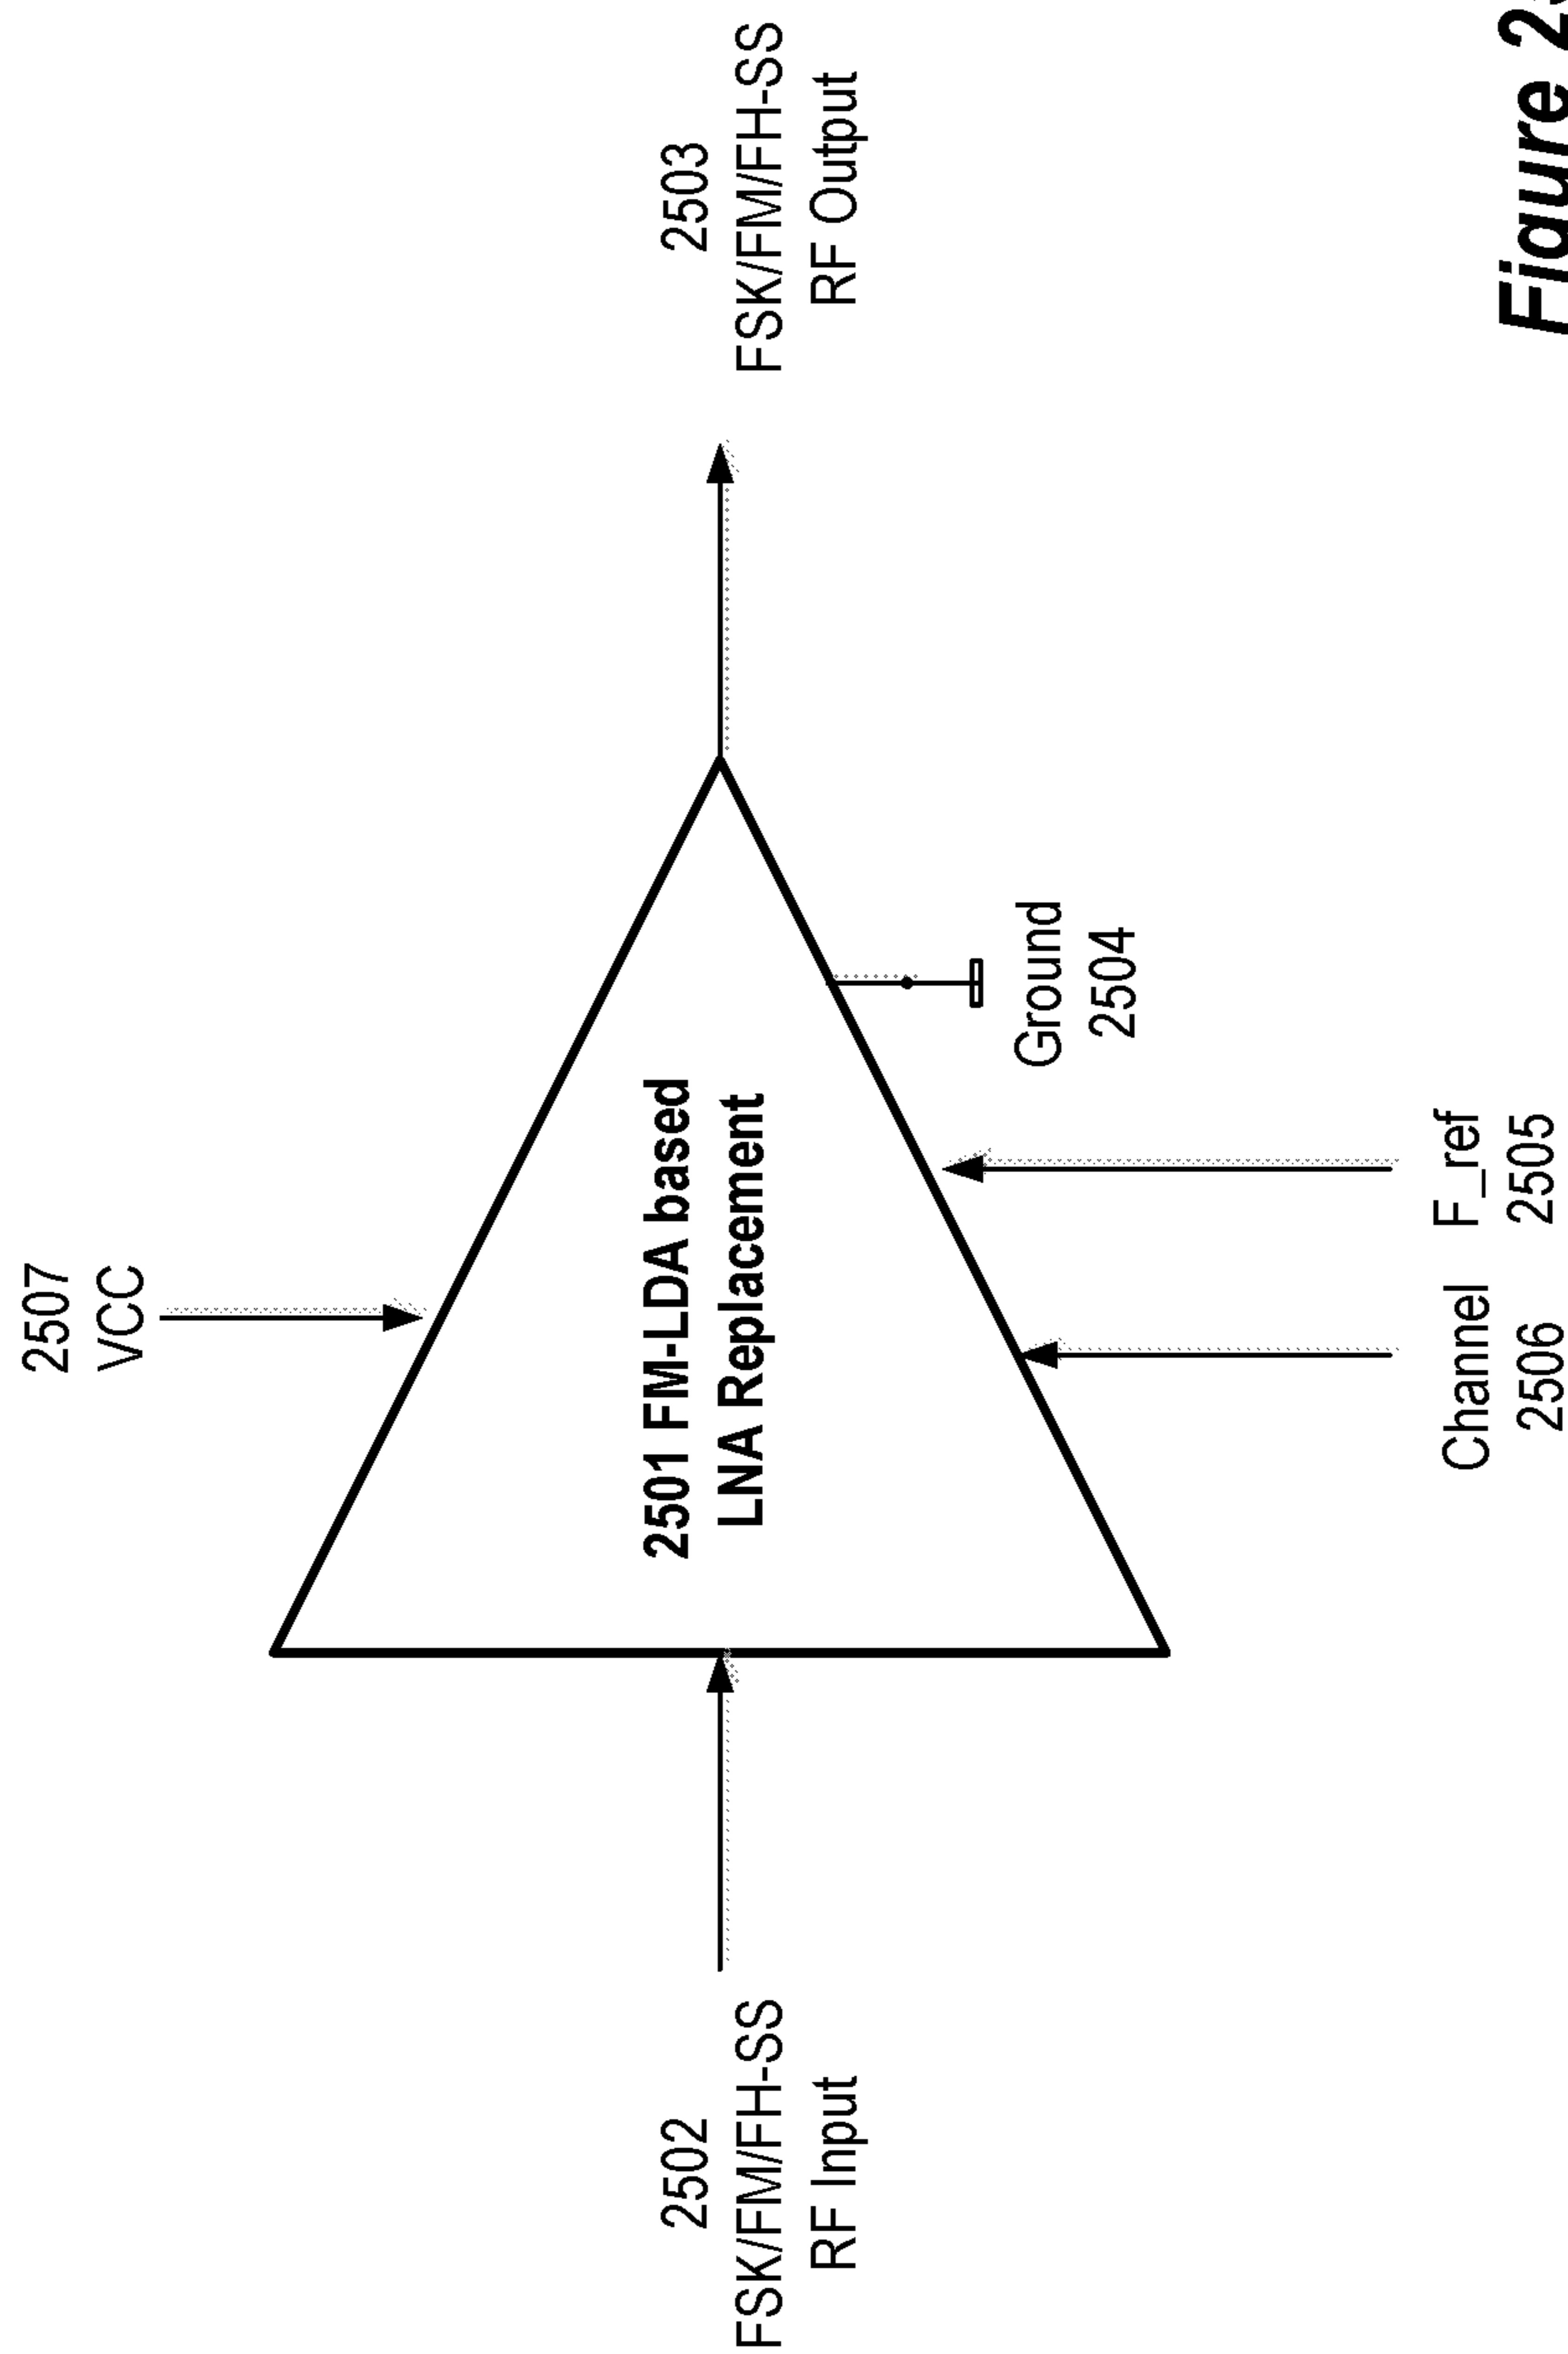 2507
VCC
2503
FSK/FM/FH-SS
RF Output
2501 FM-LDA based
LNA Replacement
2502
FSK/FM/FH-SS
RF Input
Ground
2504
F_ref
2505
Channel
2506
Figure